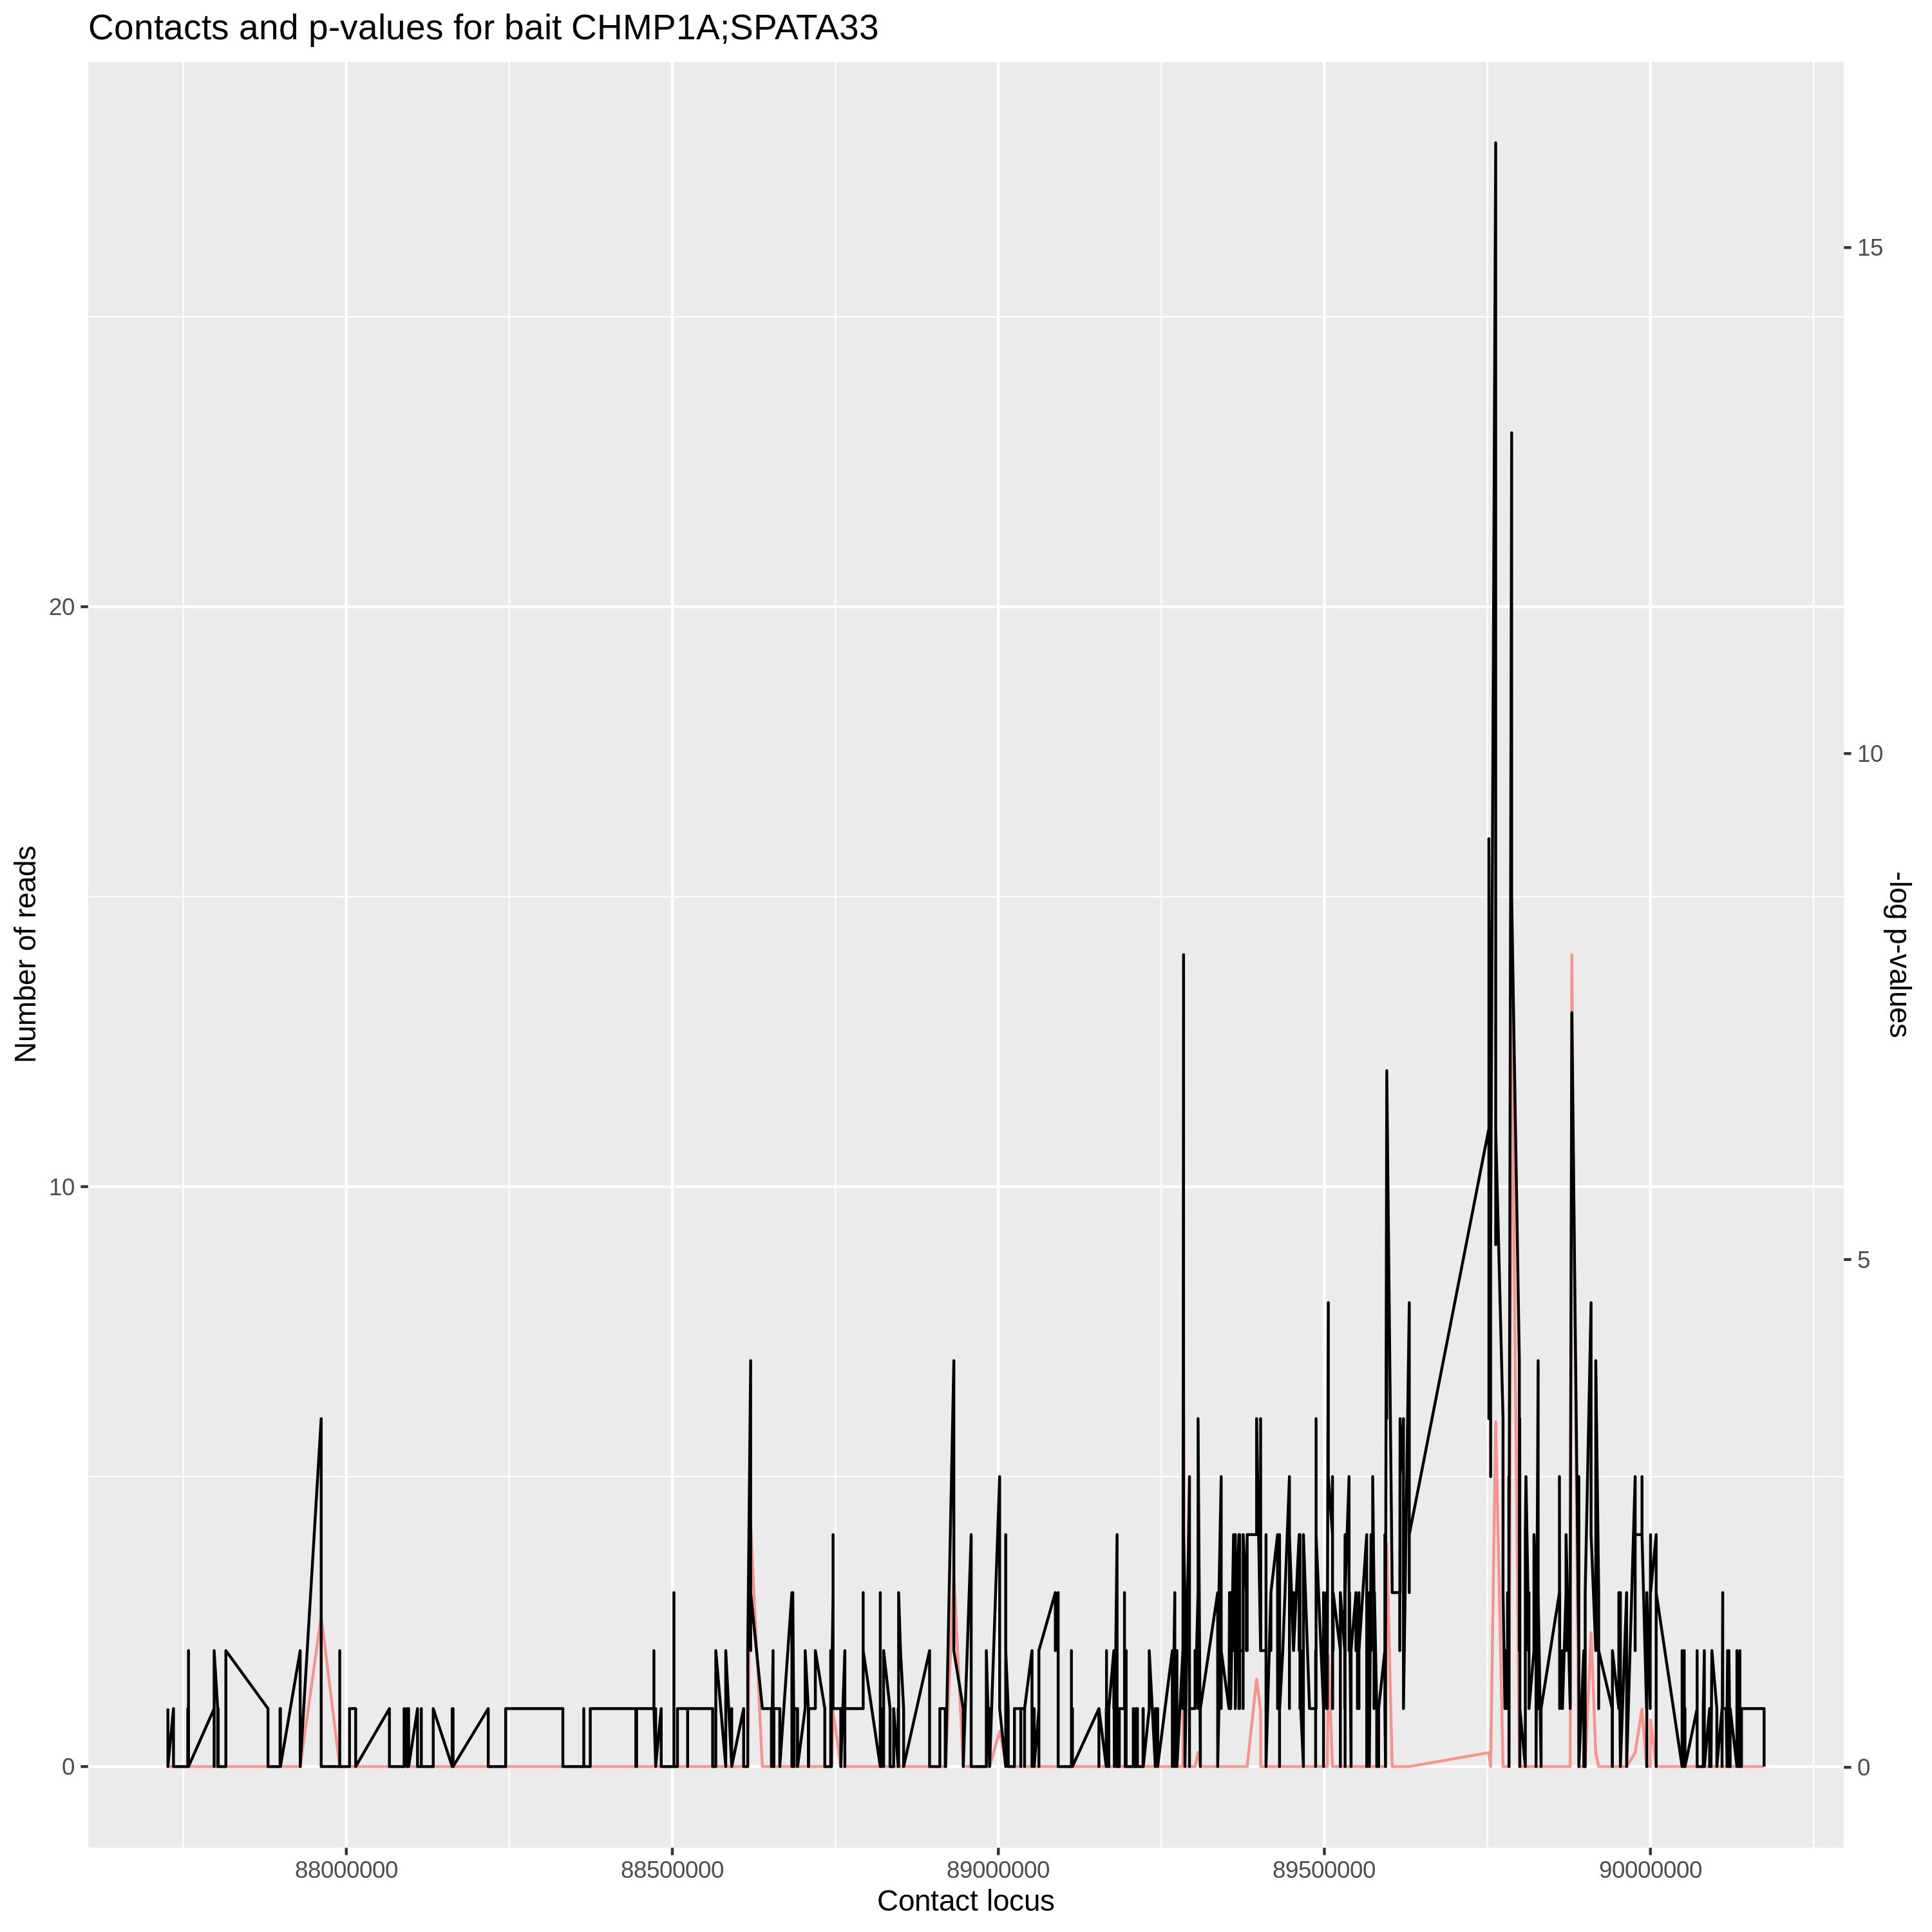 Contacts and p-values for bait CHMP1A;SPATA33
15
20
10
Number of reads
-log p-values
10
5
0
0
88000000 88500000 89000000 89500000 90000000
Contact locus